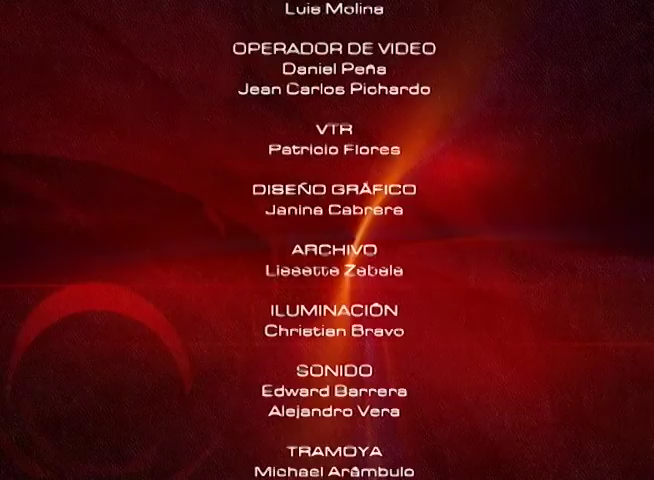 Luis Molina
OPERADOR DE VIDEO
Daniel Peña
Jean Carlos Pichardo
VTR
Patricio Flores
DISEÑO GRÁFICO
Janina Cabrera
ARCHIVO
Lissette Zabala
ILUMINACIÓN
Christian Bravo
SONIDO
Edward Barrera
Alejandro Vera
TRAMOYA
Michael Arámbulo